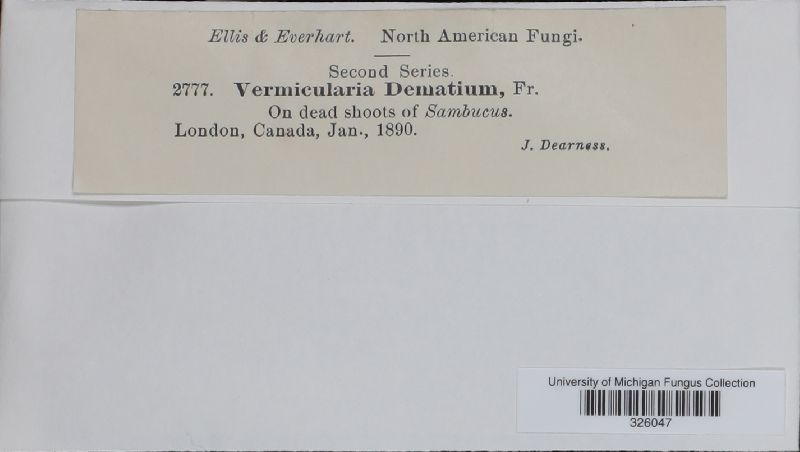 Ellis & Everhart. North American Fungi.
Second Series.
2777. Vermicularia Dematium, Fr.
On dead shoots of Sambucus.
London, Canada, Jan., 1890.
J. Dearness.
University of Michigan Fungus Collection
326047